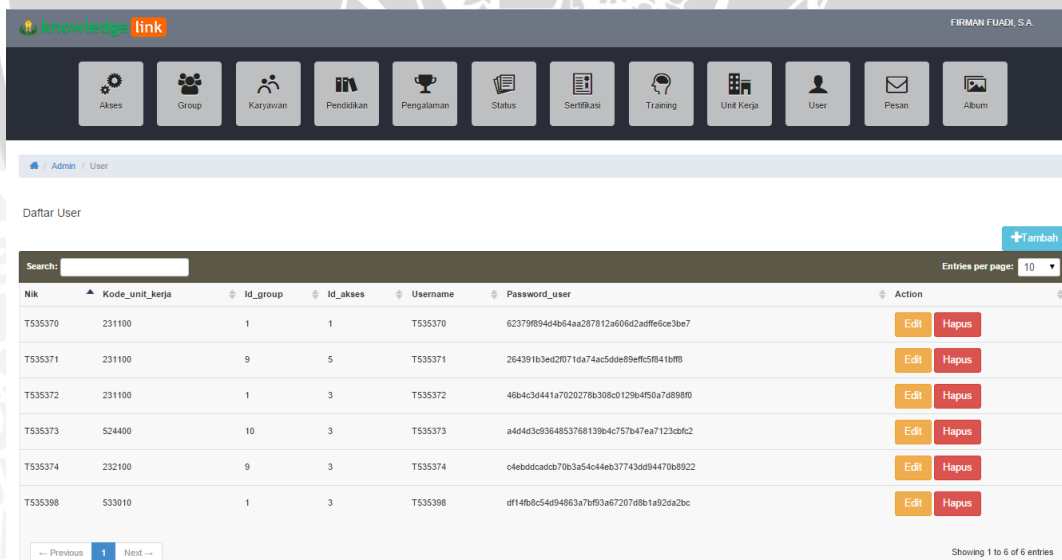 knowledge link
FIRMAN FUADI, S.A.
Akses Group Karyawan Pendidikan Pengalaman Status Sertifikasi Training Unit Kerja User Pesan Album
/ Admin / User
Daftar User
+Tambah
Search: Entries per page: 10
Nik Kode_unit_kerja Id_group Id_akses Username Password_user Action
T535370 231100 1 1 T535370 62379f894d4b64aa287812a606d2adffe6ce3be7 Edit Hapus
T535371 231100 9 5 T535371 264391b3ed2f071da74ac5dde89effc5f841bff8 Edit Hapus
T535372 231100 1 3 T535372 46b4c3d441a7020278b308c0129b4f50a7d898f0 Edit Hapus
T535373 524400 10 3 T535373 a4d4d3c9364853768139b4c757b47ea7123cbfc2 Edit Hapus
T535374 232100 9 3 T535374 c4ebddcadcb70b3a54c44eb37743dd94470b8922 Edit Hapus
T535398 533010 1 3 T535398 df14fb8c54d94863a7bf93a67207d8b1a92da2bc Edit Hapus
← Previous 1 Next → Showing 1 to 6 of 6 entries